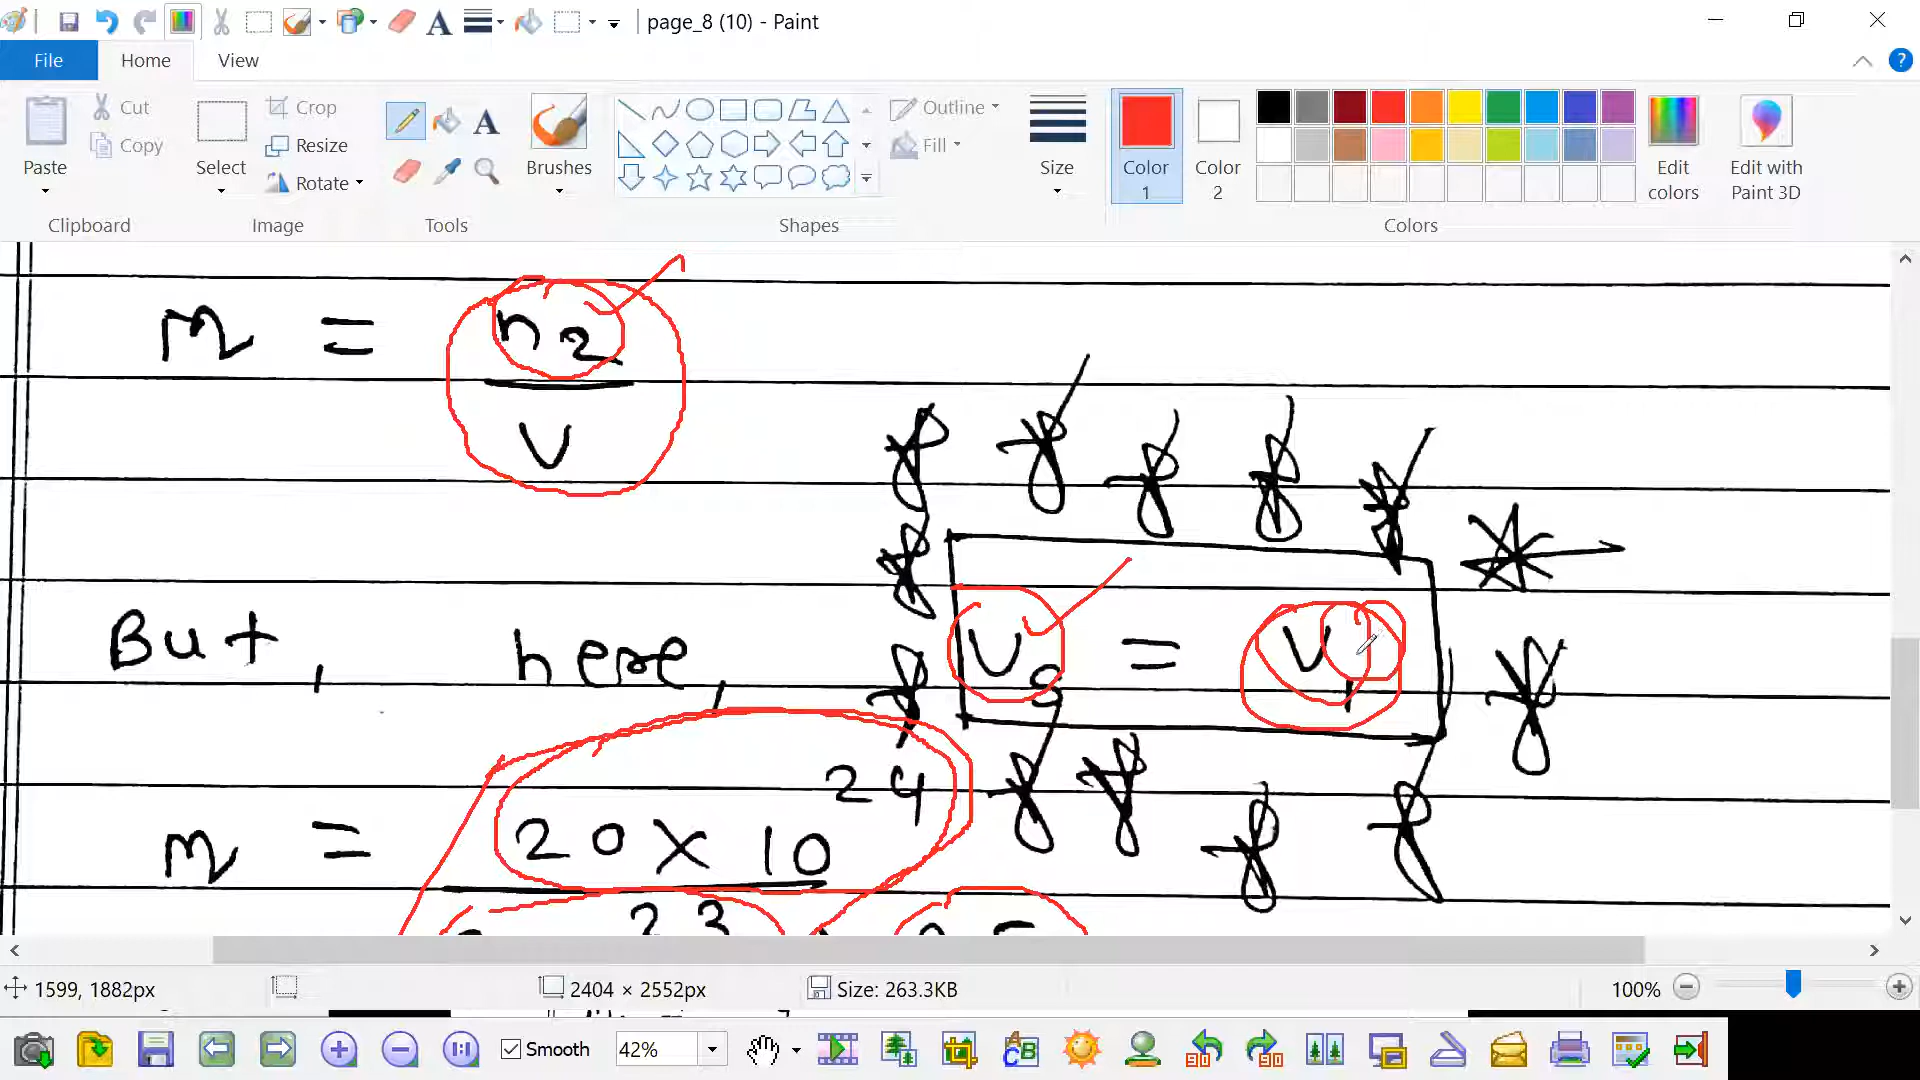 page_8 (10) - Paint
File Home View
Cut Crop Outline
Copy Resize Fill
Paste Select Rotate Brushes Size Color 1 Color 2 Edit colors Edit with Paint 3D
Clipboard Image Tools Shapes Colors
m = n2
V
But, here, Vs = V1
m = 20 x 10 24
23
1599, 1882px 2404 × 2552px Size: 263.3KB 100%
Smooth 42%